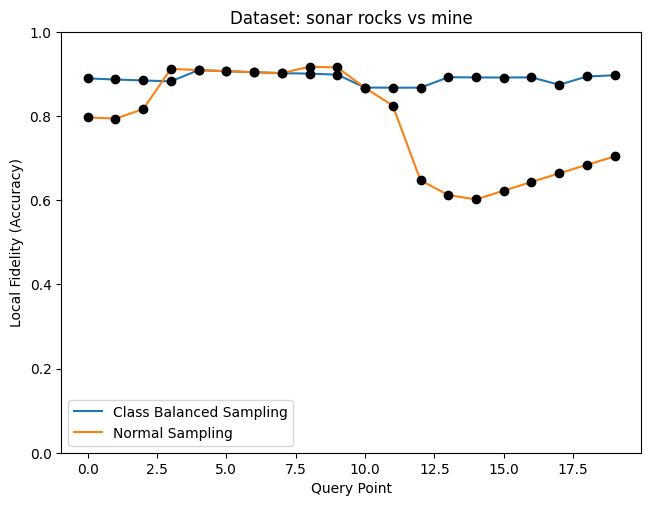 Dataset: sonar rocks vs mine
1.0
0.8
0.6
0.4
0.2
0.0
Local Fidelity (Accuracy)
Class Balanced Sampling
Normal Sampling
0.0 2.5 5.0 7.5 10.0 12.5 15.0 17.5
Query Point